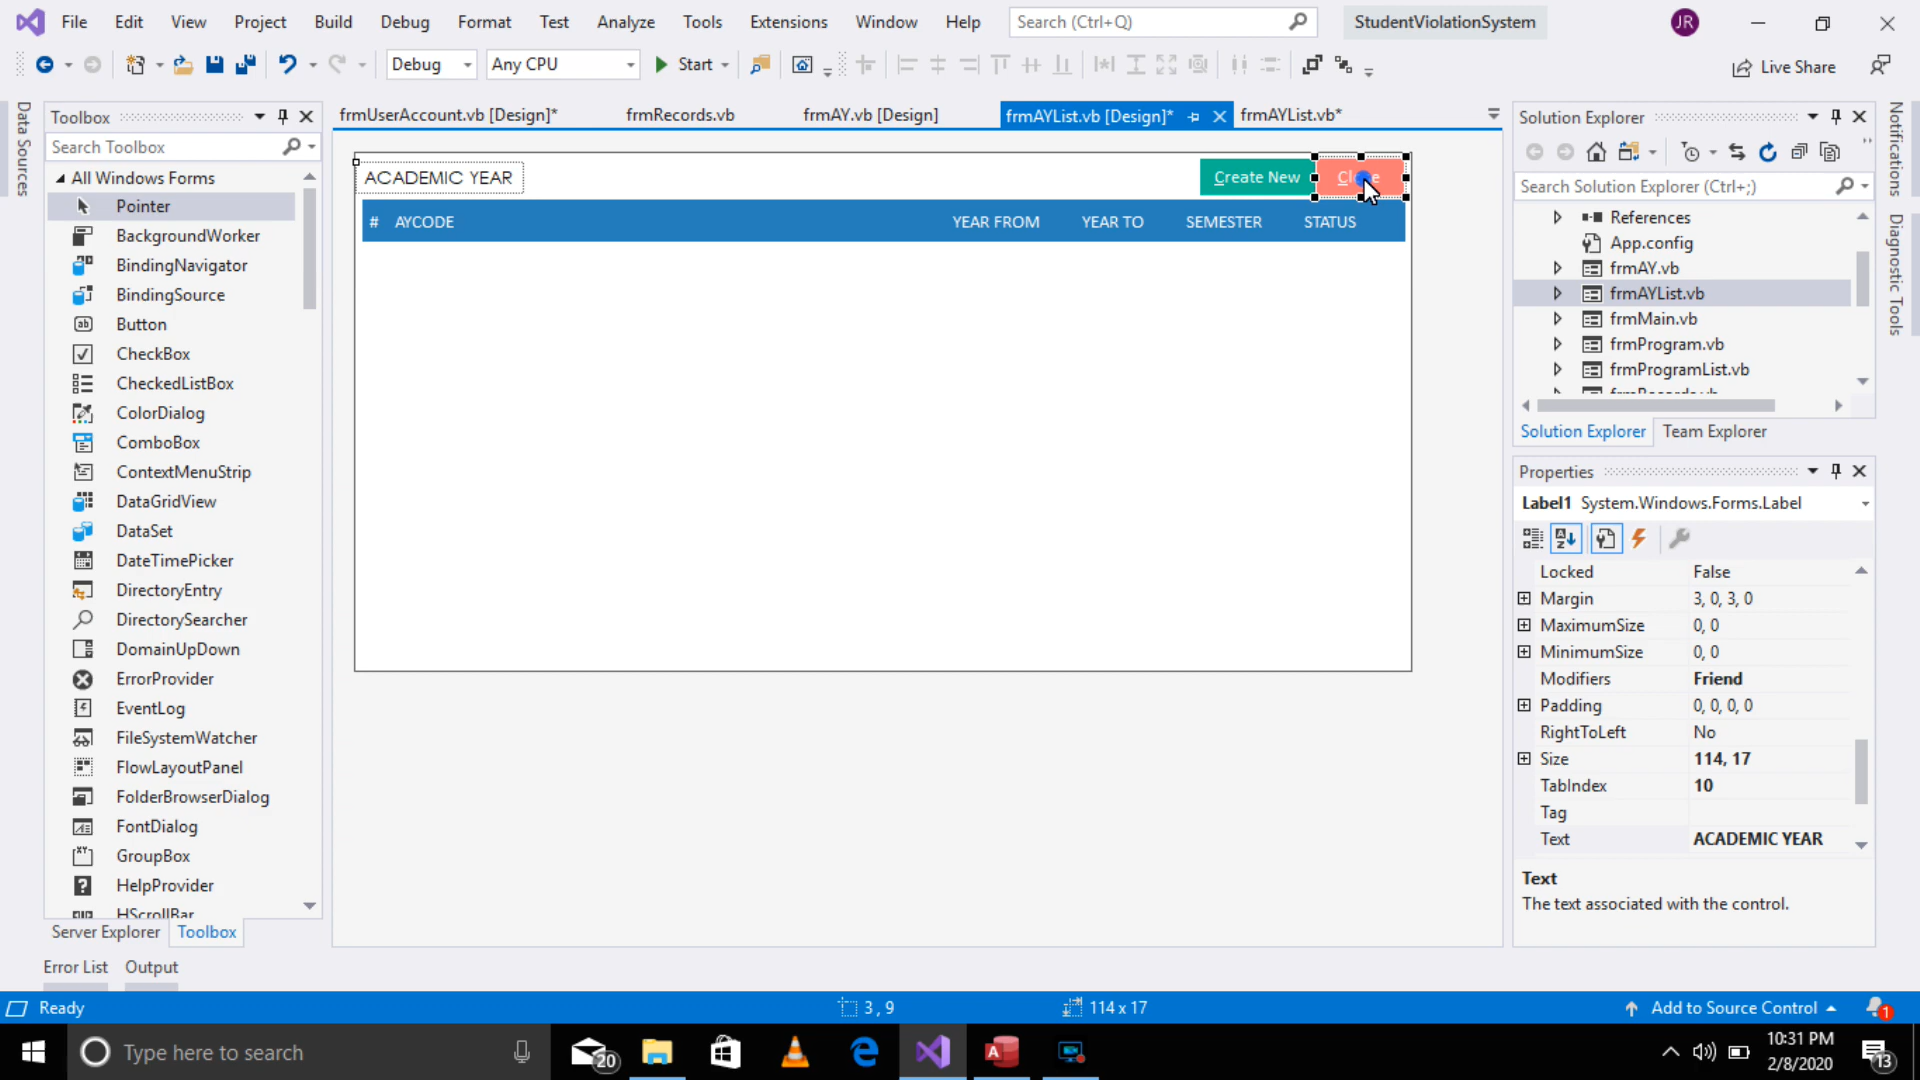 File Edit View Project Build Debug Format Test Analyze Tools Extensions Window Help Search (Ctrl+Q) StudentViolationSystem JR
Debug Any CPU Start Live Share
Data Sources
Toolbox
Search Toolbox
All Windows Forms
Pointer
BackgroundWorker
BindingNavigator
BindingSource
Button
CheckBox
CheckedListBox
ColorDialog
ComboBox
ContextMenuStrip
DataGridView
DataSet
DateTimePicker
DirectoryEntry
DirectorySearcher
DomainUpDown
ErrorProvider
EventLog
FileSystemWatcher
FlowLayoutPanel
FolderBrowserDialog
FontDialog
GroupBox
HelpProvider
HScrollBar
Server Explorer Toolbox
Error List Output
frmUserAccount.vb [Design]* frmRecords.vb frmAY.vb [Design] frmAYList.vb [Design]* frmAYList.vb*
ACADEMIC YEAR Create New
# AYCODE YEAR FROM YEAR TO SEMESTER STATUS
Solution Explorer
Search Solution Explorer (Ctrl+;)
References
App.config
frmAY.vb
frmAYList.vb
frmMain.vb
frmProgram.vb
frmProgramList.vb
Solution Explorer Team Explorer
Properties
Label1 System.Windows.Forms.Label
Locked False
Margin 3, 0, 3, 0
MaximumSize 0, 0
MinimumSize 0, 0
Modifiers Friend
Padding 0, 0, 0, 0
RightToLeft No
Size 114, 17
TabIndex 10
Tag
Text ACADEMIC YEAR
Text
The text associated with the control.
Notifications
Diagnostic Tools
Ready 3 , 9 114 x 17 Add to Source Control 1
Type here to search 20 10:31 PM
2/8/2020 13